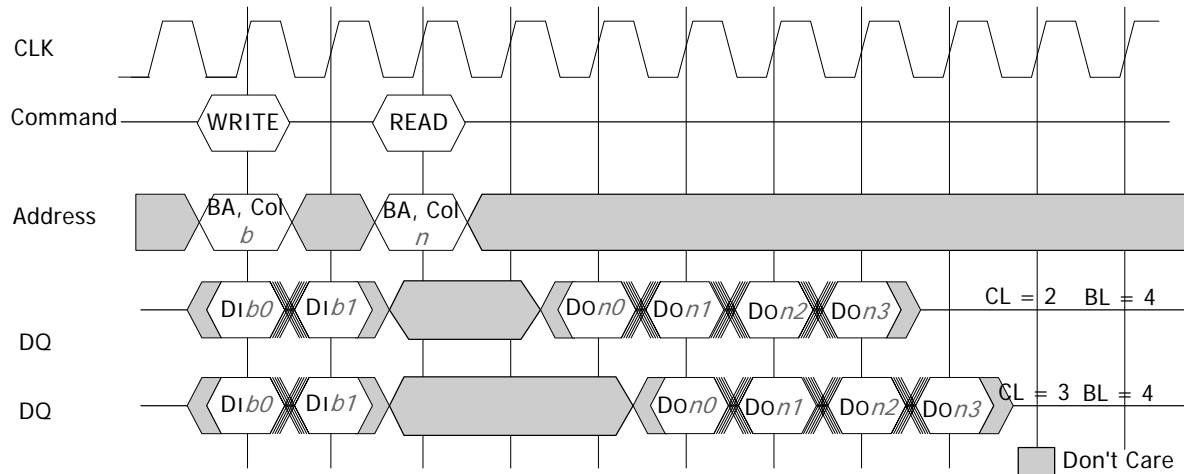 CLK
Command WRITE READ
Address BA, Col b BA, Col n
DQ DIb0 DIb1 DOn0 DOn1 DOn2 DOn3 CL = 2 BL = 4
DQ DIb0 DIb1 DOn0 DOn1 DOn2 DOn3 CL = 3 BL = 4
Don't Care